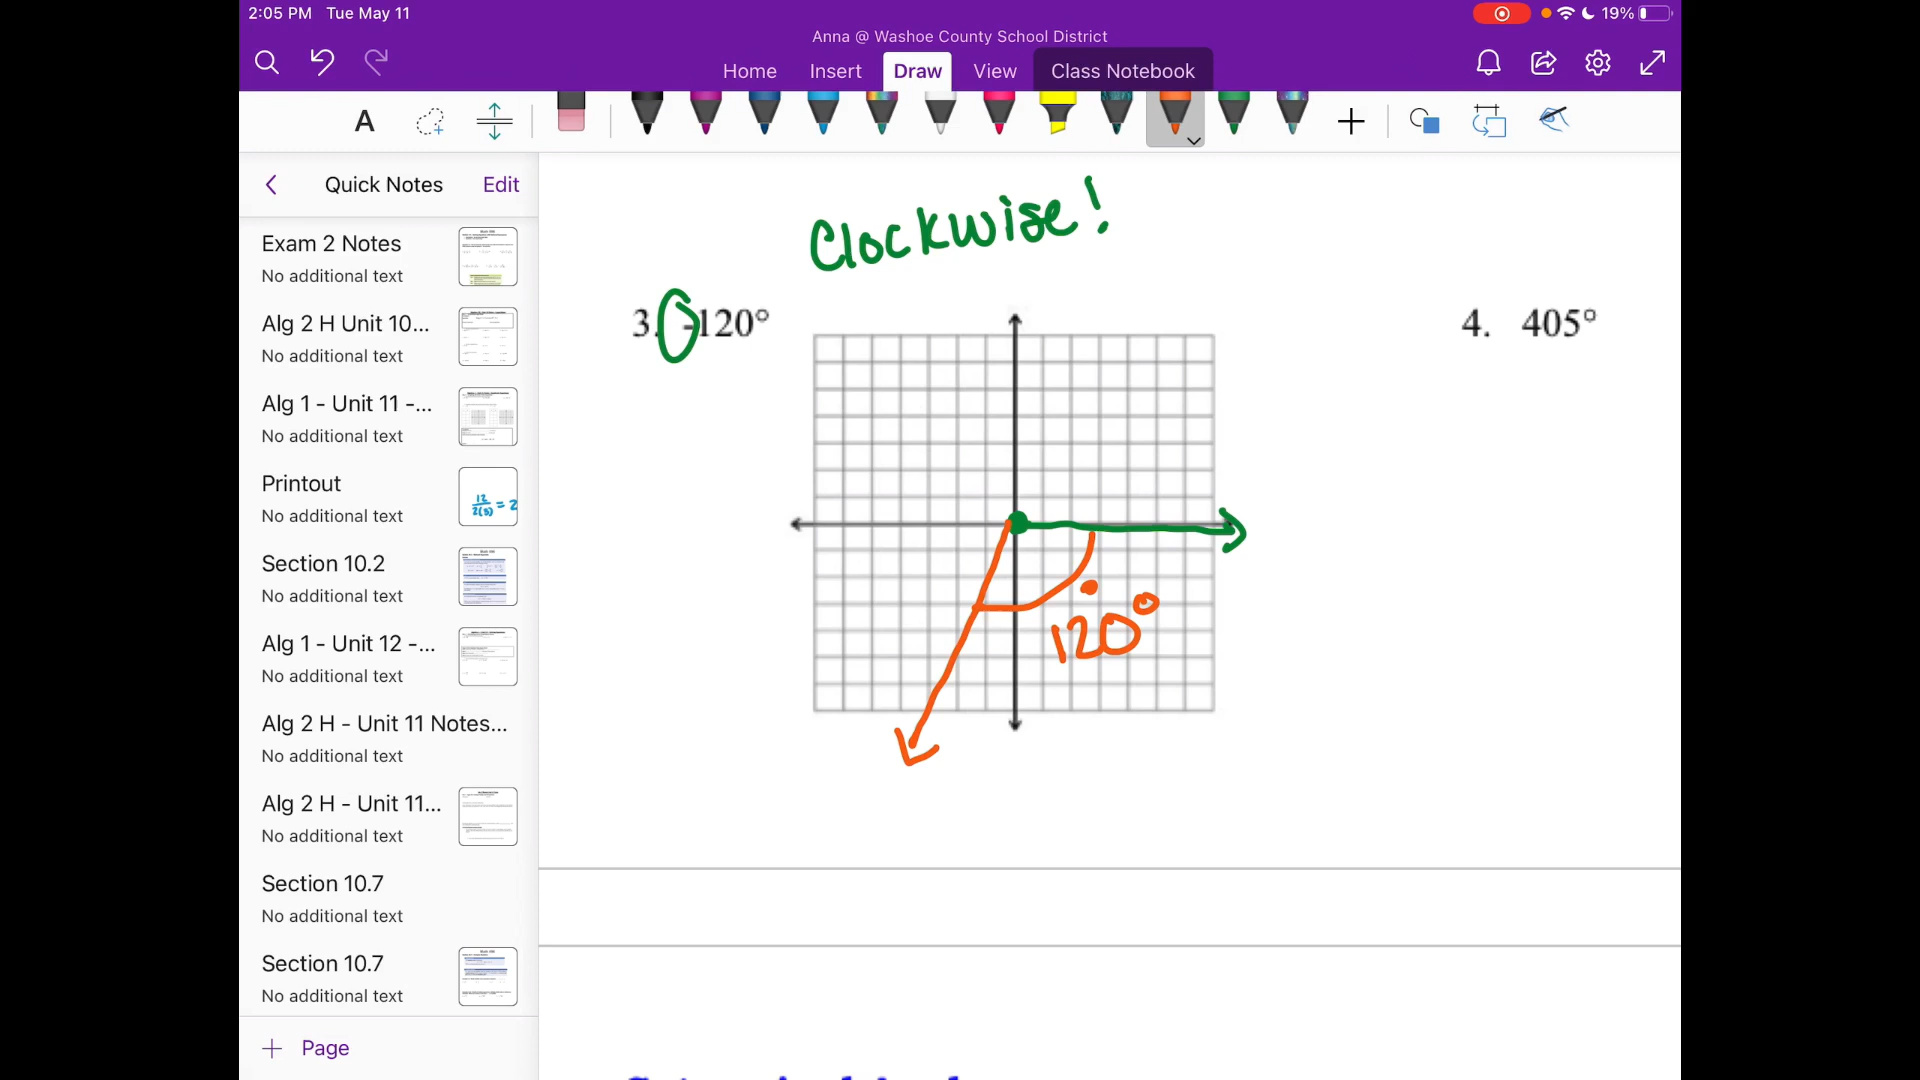 2:05 PM Tue May 11
19%
Anna @ Washoe County School District
Home Insert Draw View Class Notebook
A
Quick Notes Edit
Exam 2 Notes
No additional text
Alg 2 H Unit 10...
No additional text
Alg 1 - Unit 11 -...
No additional text
Printout
No additional text
12/2(3) = 2
Section 10.2
No additional text
Alg 1 - Unit 12 -...
No additional text
Alg 2 H - Unit 11 Notes...
No additional text
Alg 2 H - Unit 11...
No additional text
Section 10.7
No additional text
Section 10.7
No additional text
+ Page
Clockwise!
3. -120°
4. 405°
120°